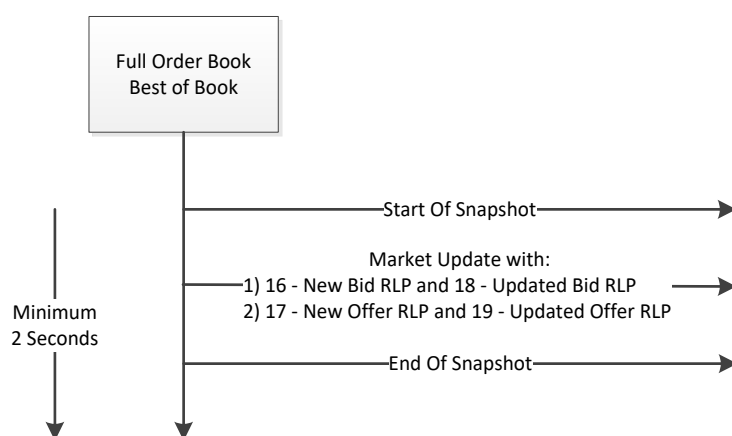 Full Order Book
Best of Book
Start Of Snapshot
Market Update with:
1) 16 - New Bid RLP and 18 - Updated Bid RLP
2) 17 - New Offer RLP and 19 - Updated Offer RLP
Minimum
2 Seconds
End Of Snapshot